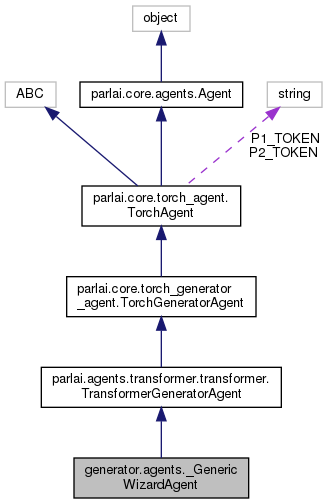 object
ABC
parlai.core.agents.Agent
string
P1_TOKEN
P2_TOKEN
parlai.core.torch_agent.
TorchAgent
parlai.core.torch_generator
_agent.TorchGeneratorAgent
parlai.agents.transformer.transformer.
TransformerGeneratorAgent
generator.agents._Generic
WizardAgent